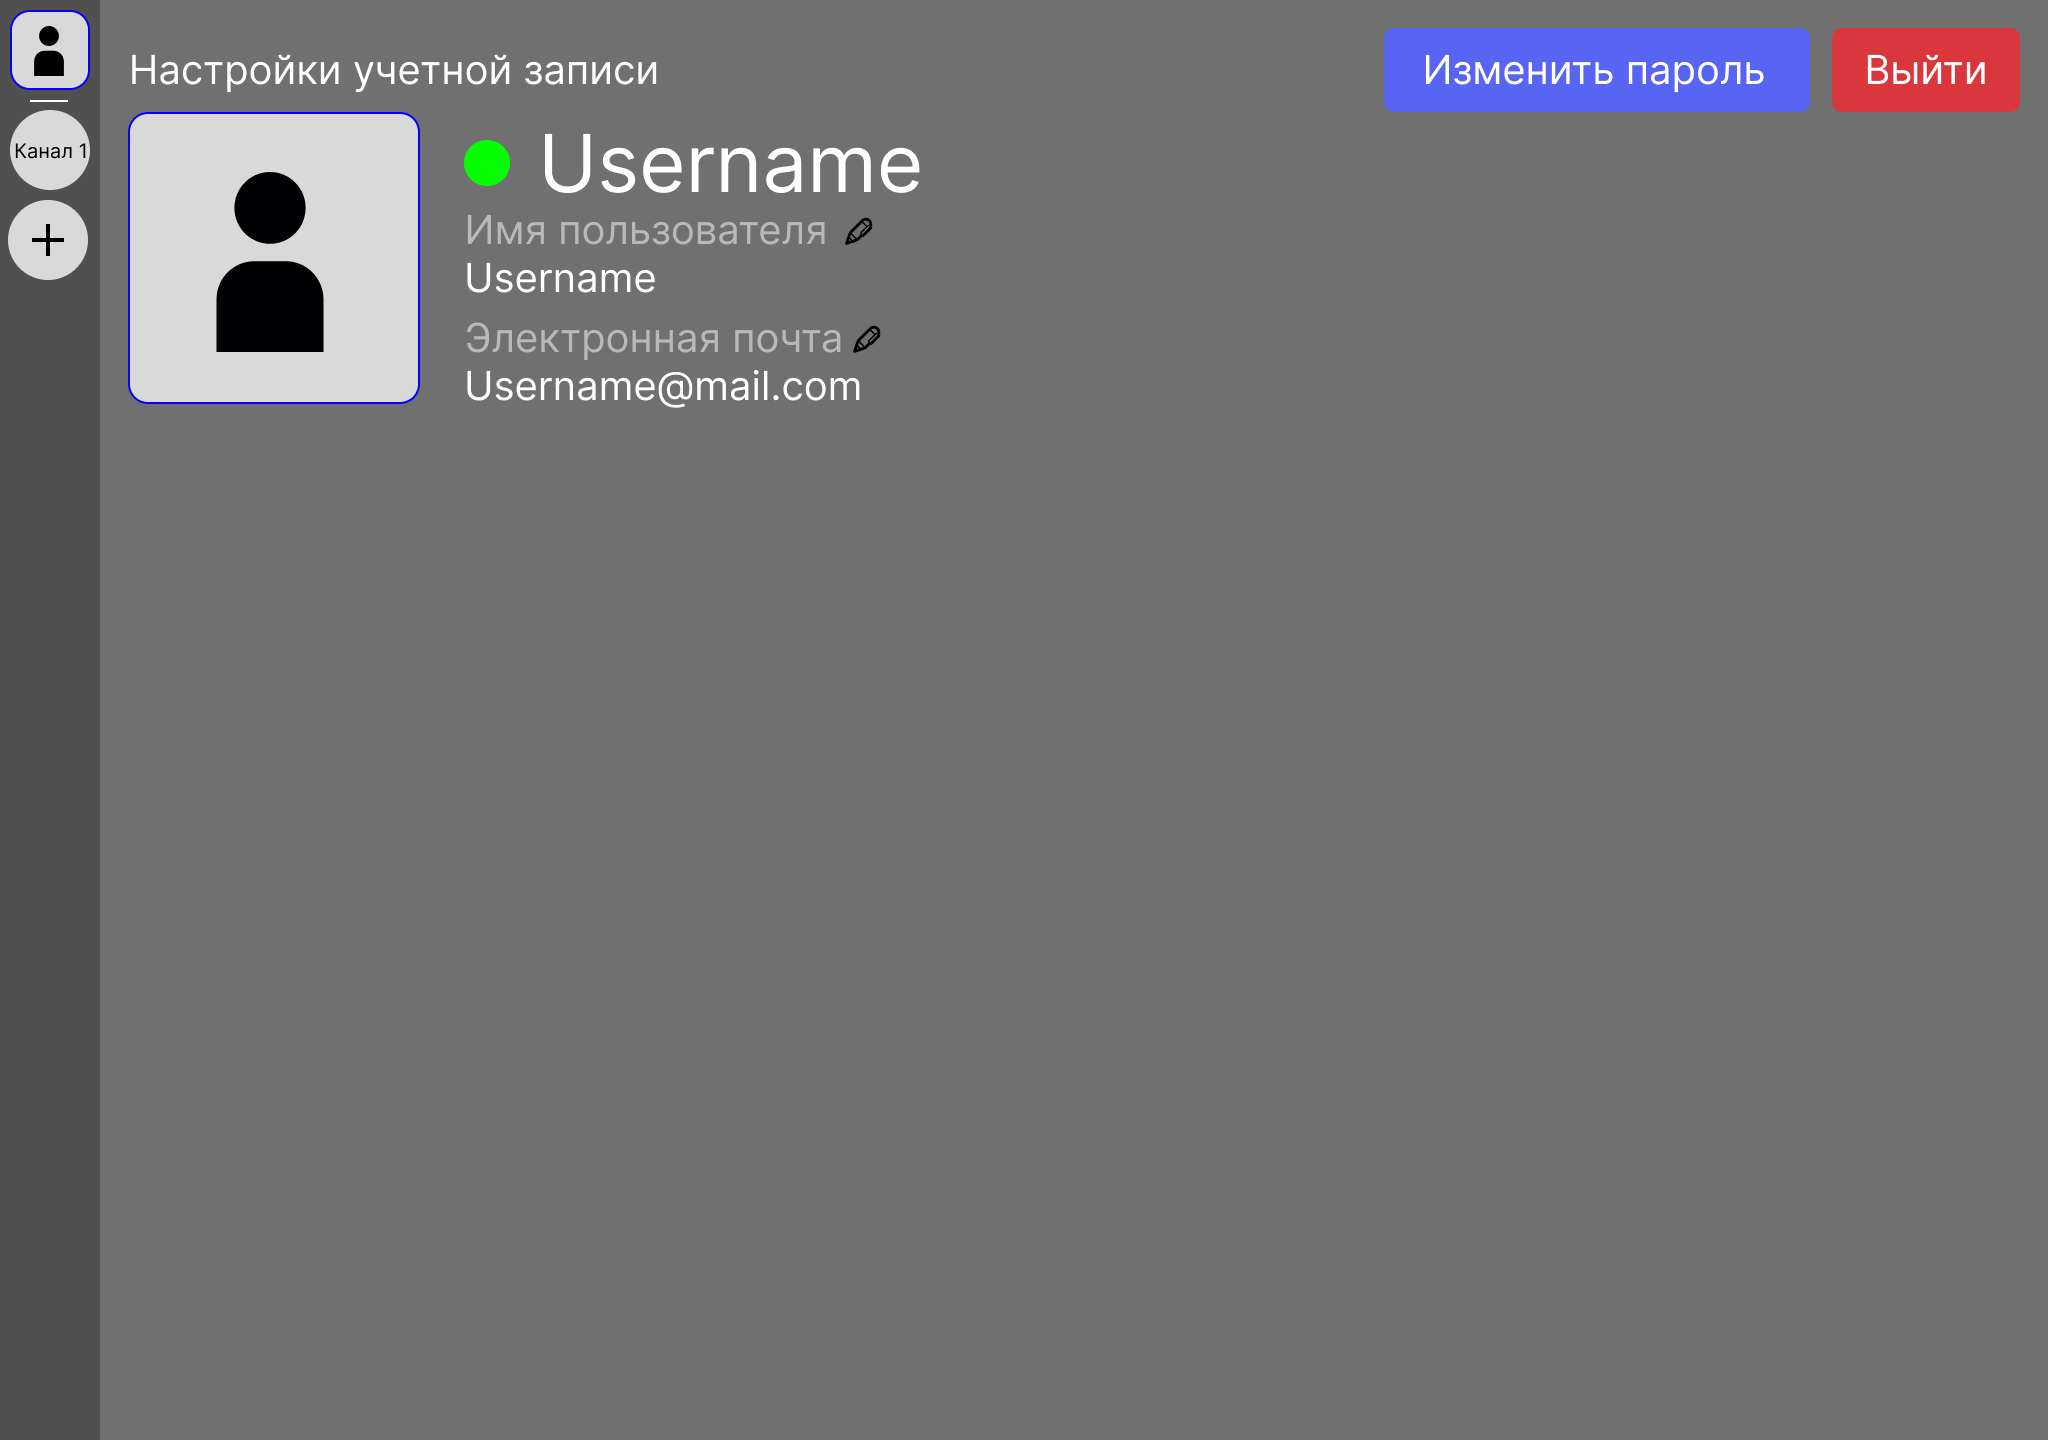 Настройки учетной записи
Изменить пароль
Выйти
Канал 1
Username
Имя пользователя
Username
Электронная почта
Username@mail.com